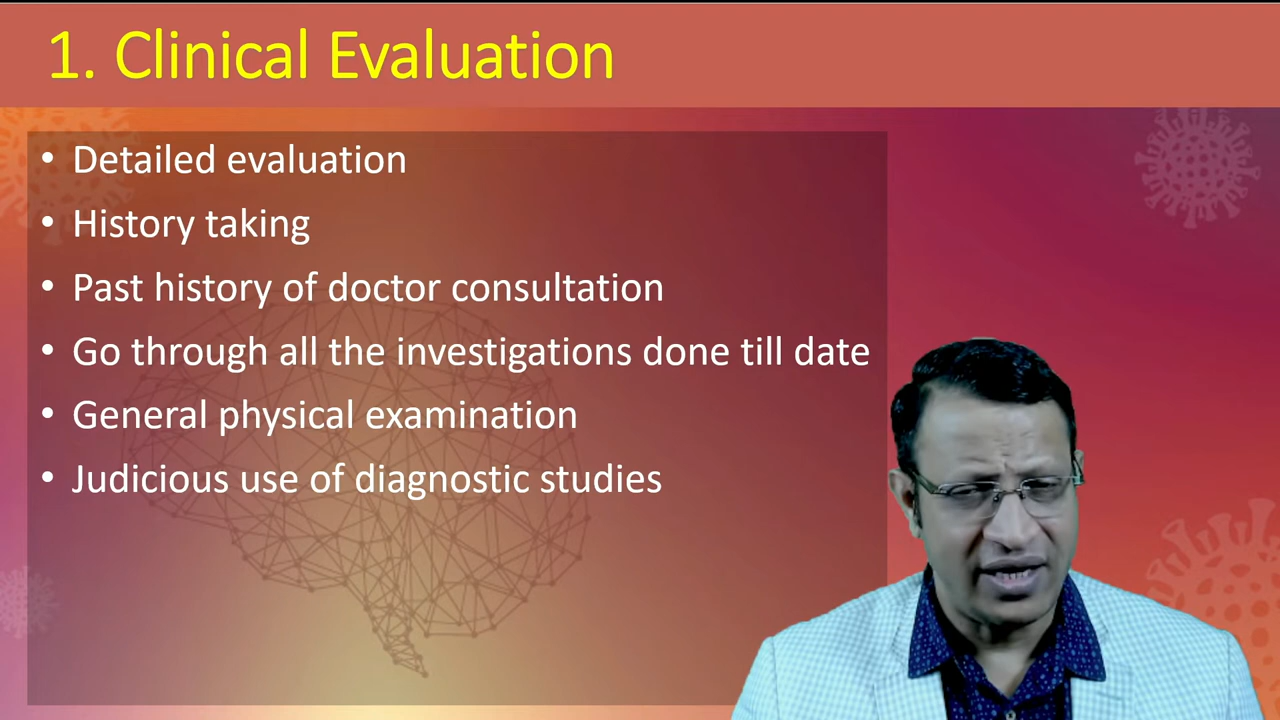 1. Clinical Evaluation
• Detailed evaluation
• History taking
• Past history of doctor consultation
• Go through all the investigations done till date
• General physical examination
• Judicious use of diagnostic studies